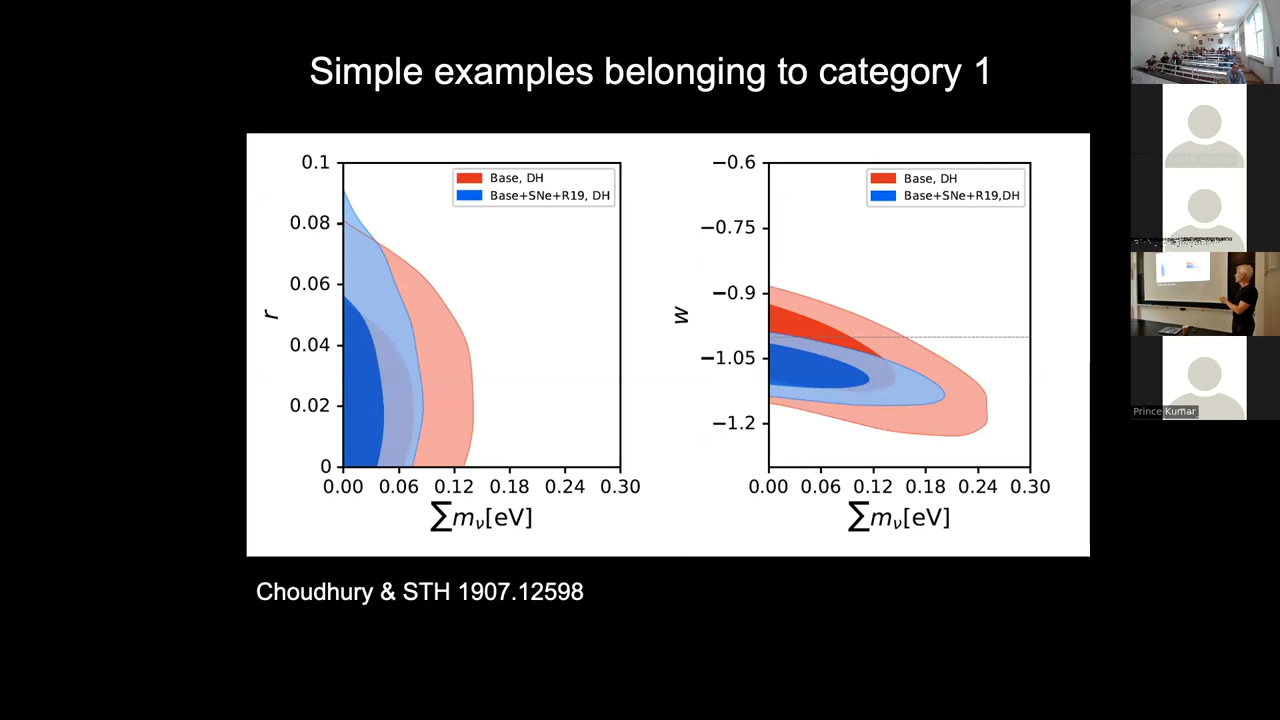 Simple examples belonging to category 1
0.1
0.08
0.06
0.04
0.02
0
r
Base, DH
Base+SNe+R19, DH
0.00 0.06 0.12 0.18 0.24 0.30
∑mν[eV]
−0.6
−0.75
−0.9
−1.05
−1.2
w
Base, DH
Base+SNe+R19,DH
0.00 0.06 0.12 0.18 0.24 0.30
∑mν[eV]
Choudhury & STH 1907.12598
Prince Kumar